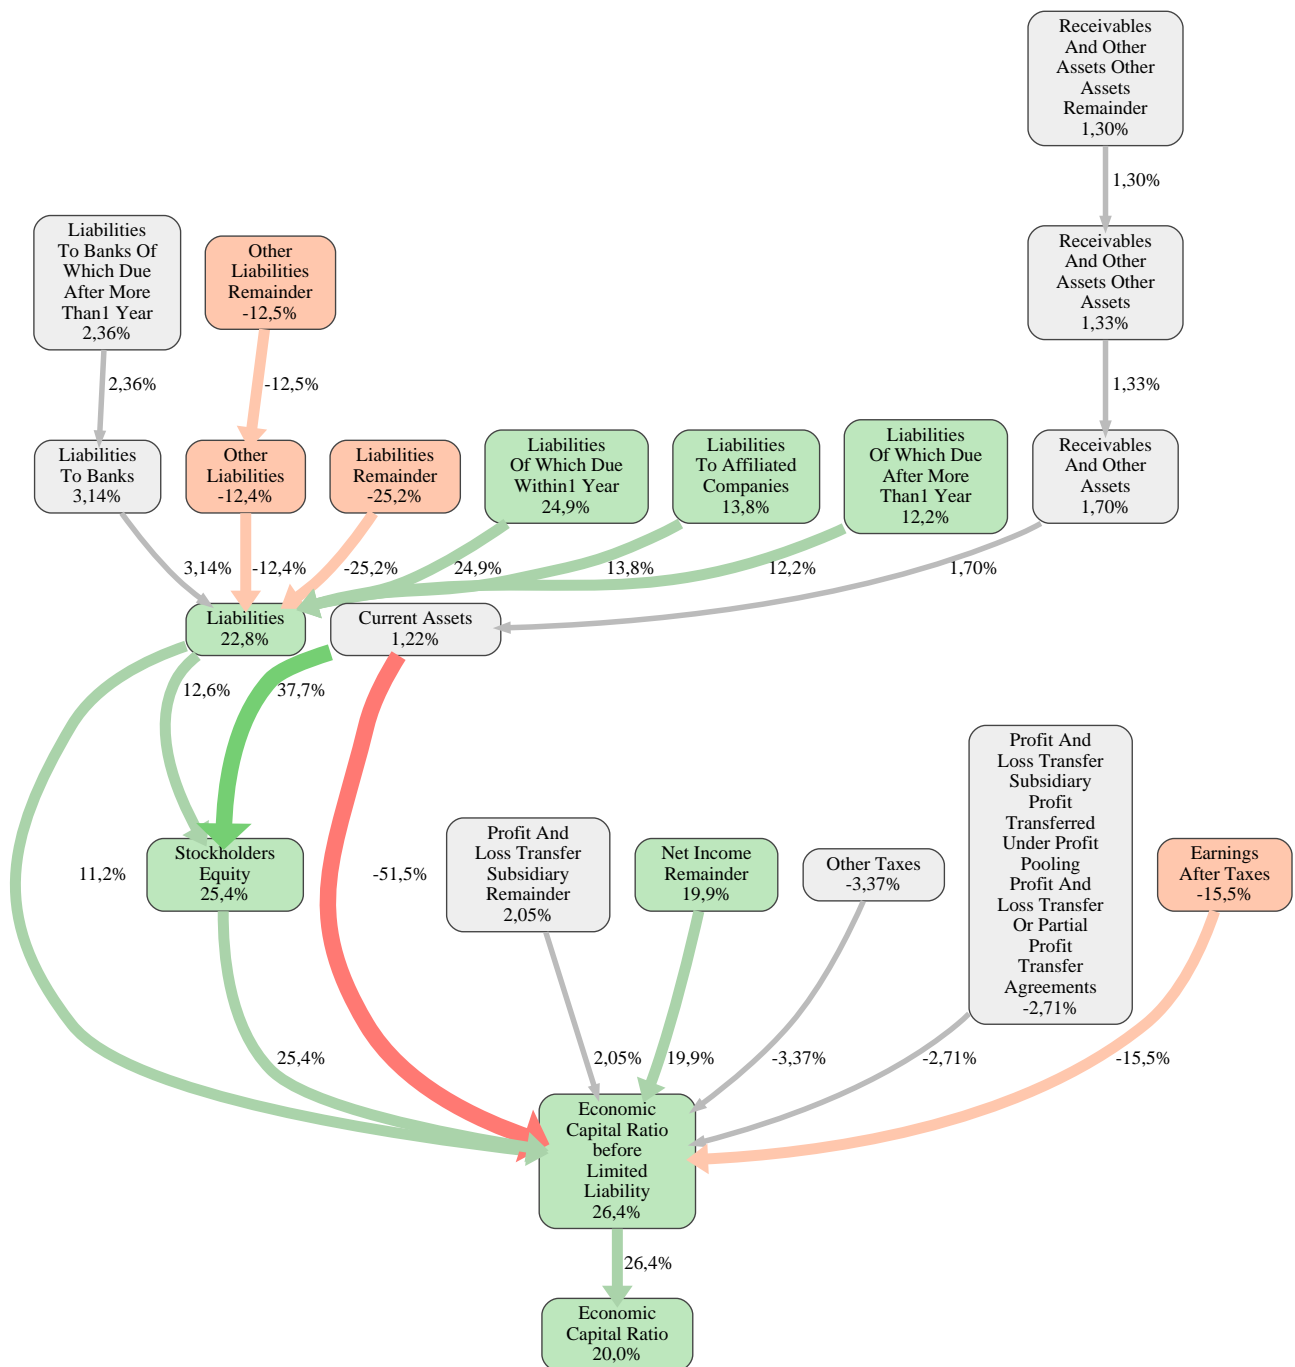 Receivables
And Other
Assets Other
Assets
Remainder
1,30%
1,30%
Liabilities
To Banks Of
Which Due
After More
Than1 Year
2,36%
Other
Liabilities
Remainder
-12,5%
Receivables
And Other
Assets Other
Assets
1,33%
2,36%
-12,5%
1,33%
Liabilities
To Banks
3,14%
Other
Liabilities
-12,4%
Liabilities
Remainder
-25,2%
Liabilities
Of Which Due
Within1 Year
24,9%
Liabilities
To Affiliated
Companies
13,8%
Liabilities
Of Which Due
After More
Than1 Year
12,2%
Receivables
And Other
Assets
1,70%
3,14%
-12,4%
-25,2%
24,9%
13,8%
12,2%
1,70%
Liabilities
22,8%
Current Assets
1,22%
12,6%
37,7%
Stockholders
Equity
25,4%
Profit And
Loss Transfer
Subsidiary
Remainder
2,05%
Net Income
Remainder
19,9%
Other Taxes
-3,37%
Profit And
Loss Transfer
Subsidiary
Profit
Transferred
Under Profit
Pooling
Profit And
Loss Transfer
Or Partial
Profit
Transfer
Agreements
-2,71%
Earnings
After Taxes
-15,5%
11,2%
-51,5%
25,4%
2,05%
19,9%
-3,37%
-2,71%
-15,5%
Economic
Capital Ratio
before
Limited
Liability
26,4%
26,4%
Economic
Capital Ratio
20,0%